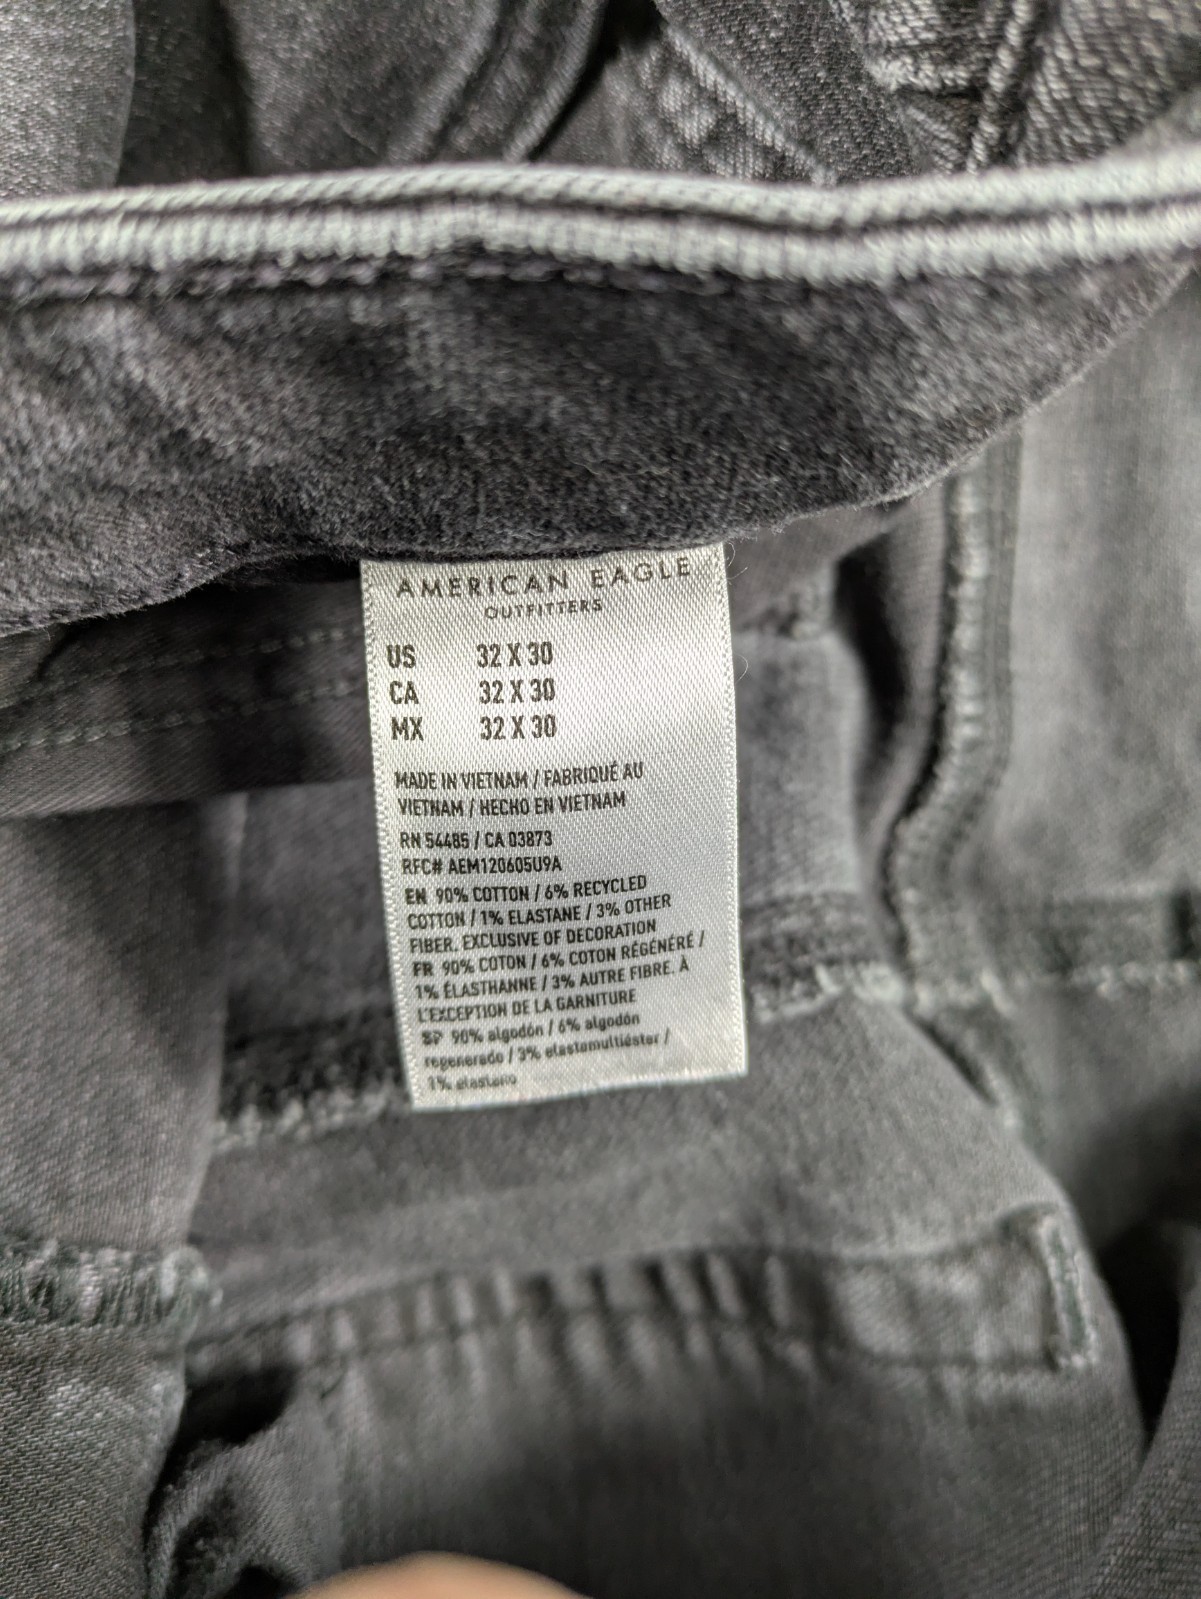 AMERICAN EAGLE
OUTFITTERS
US 32 X 30
CA 32 X 30
MX 32 X 30
MADE IN VIETNAM / FABRIQUÉ AU
VIETNAM / HECHO EN VIETNAM
RN 54485 / CA 03873
RFC# AEM120605U9A
EN 90% COTTON / 6% RECYCLED
COTTON / 1% ELASTANE / 3% OTHER
FIBER. EXCLUSIVE OF DECORATION
FR 90% COTON / 6% COTON RÉGÉNÉRÉ /
1% ÉLASTHANNE / 3% AUTRE FIBRE. À
L'EXCEPTION DE LA GARNITURE
SP 90% algodón / 6% algodón
regenerado / 3% elastomultiéster /
1% elastano